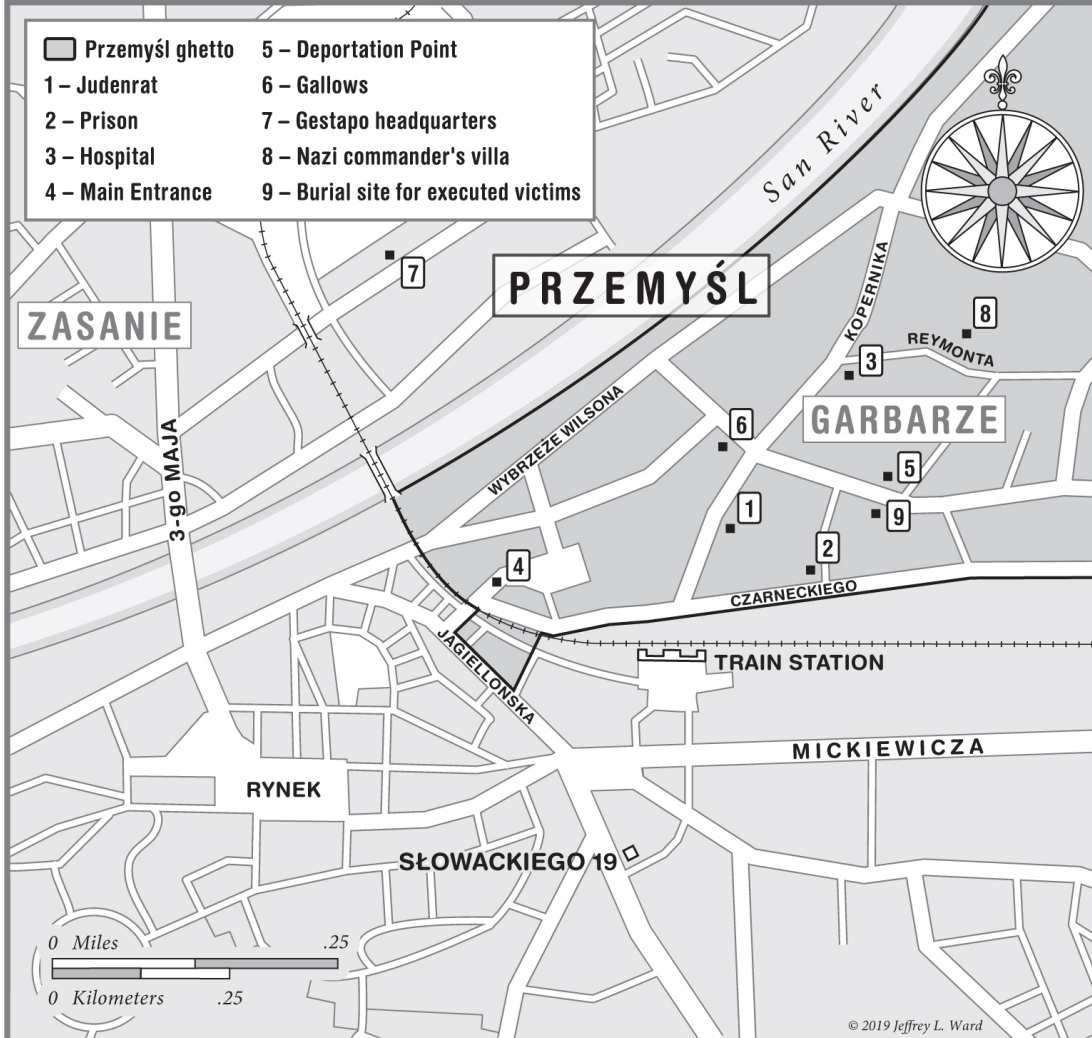 Przemyśl ghetto
1 – Judenrat
2 – Prison
3 – Hospital
4 – Main Entrance
5 – Deportation Point
6 – Gallows
7 – Gestapo headquarters
8 – Nazi commander's villa
9 – Burial site for executed victims
San River
7
PRZEMYŚL
ZASANIE
KOPERNIKA
8
REYMONTA
3
GARBARZE
6
WYBRZEŻE WILSONA
3-go MAJA
5
1
9
2
4
CZARNECKIEGO
JAGIELLOŃSKA
TRAIN STATION
MICKIEWICZA
RYNEK
SŁOWACKIEGO 19
0 Miles .25
0 Kilometers .25
© 2019 Jeffrey L. Ward